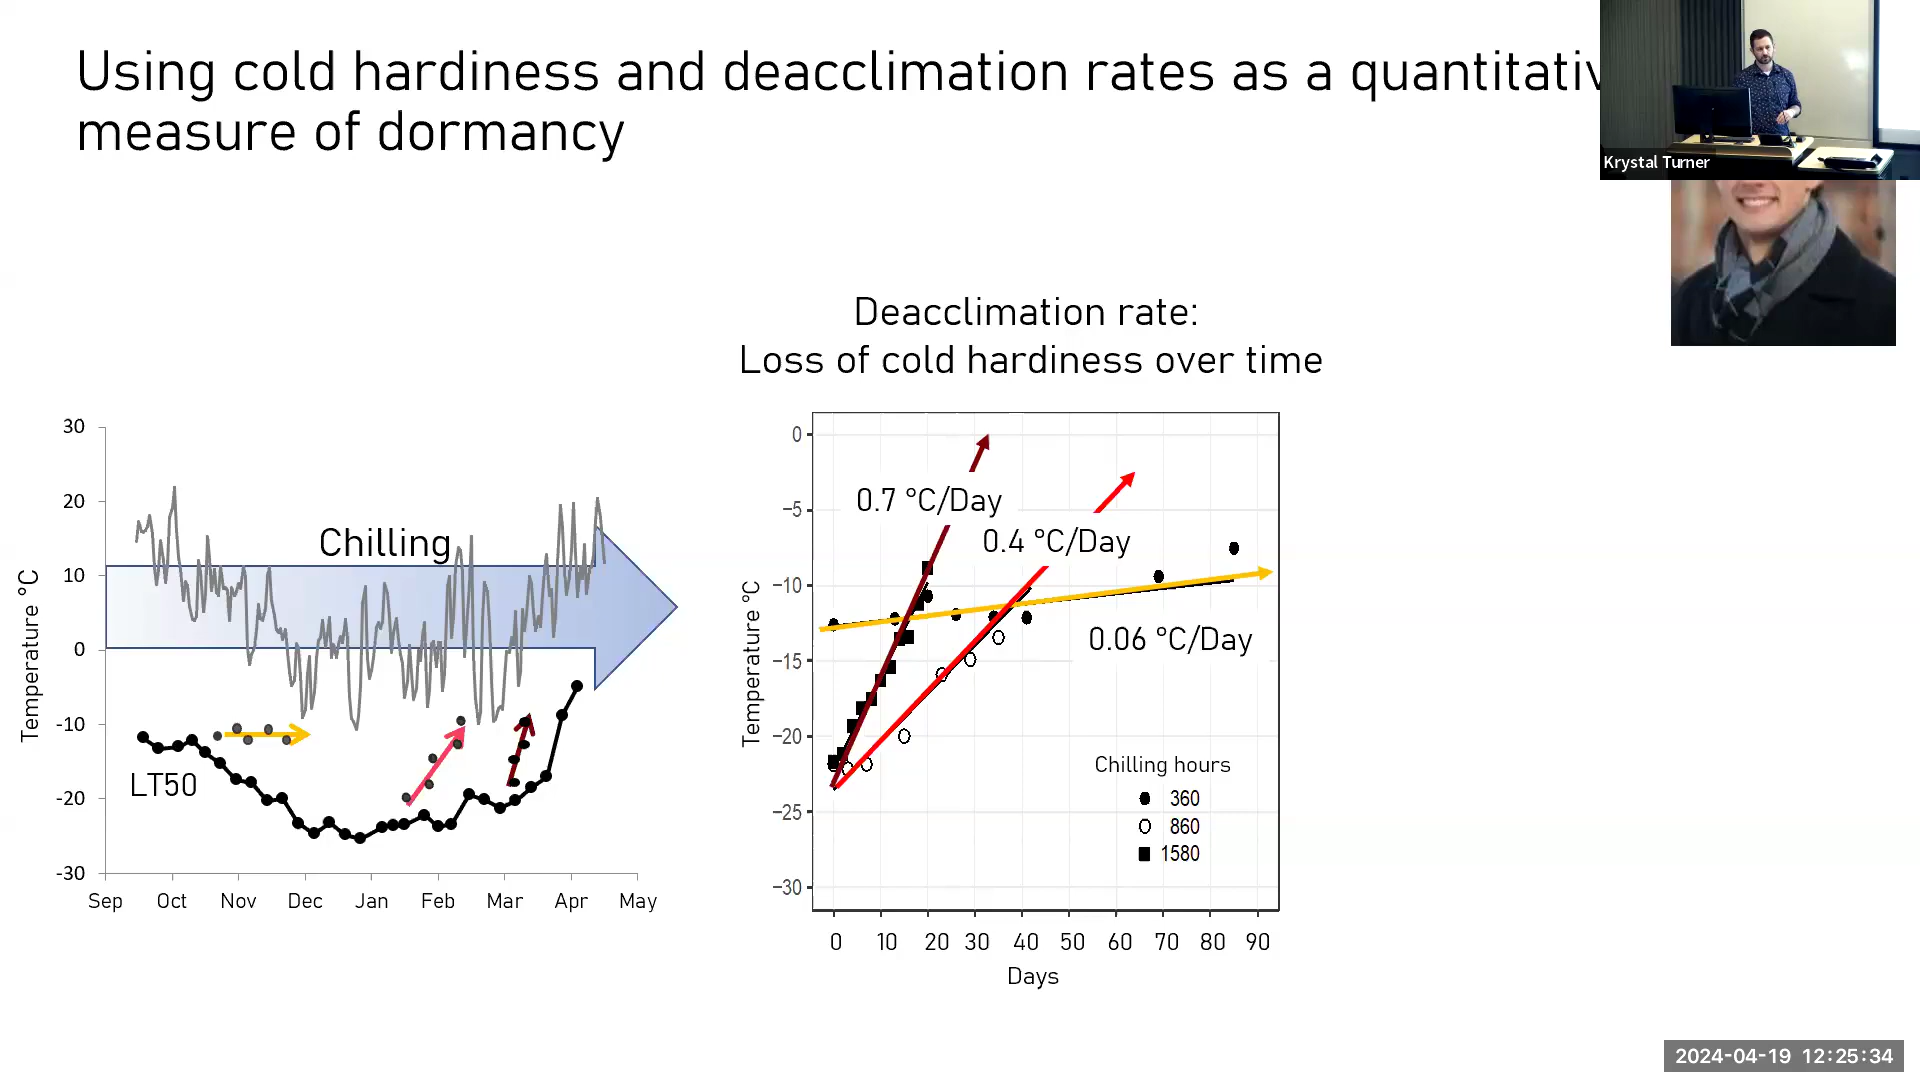 Using cold hardiness and deacclimation rates as a quantitativ
measure of dormancy
Krystal Turner
Deacclimation rate:
Loss of cold hardiness over time
30
20
10
0
-10
-20
-30
Temperature °C
Chilling
LT50
Sep Oct Nov Dec Jan Feb Mar Apr May
0
−5
−10
−15
−20
−25
−30
Temperature °C
0.7 °C/Day
0.4 °C/Day
0.06 °C/Day
Chilling hours
360
860
1580
0 10 20 30 40 50 60 70 80 90
Days
2024-04-19 12:25:34